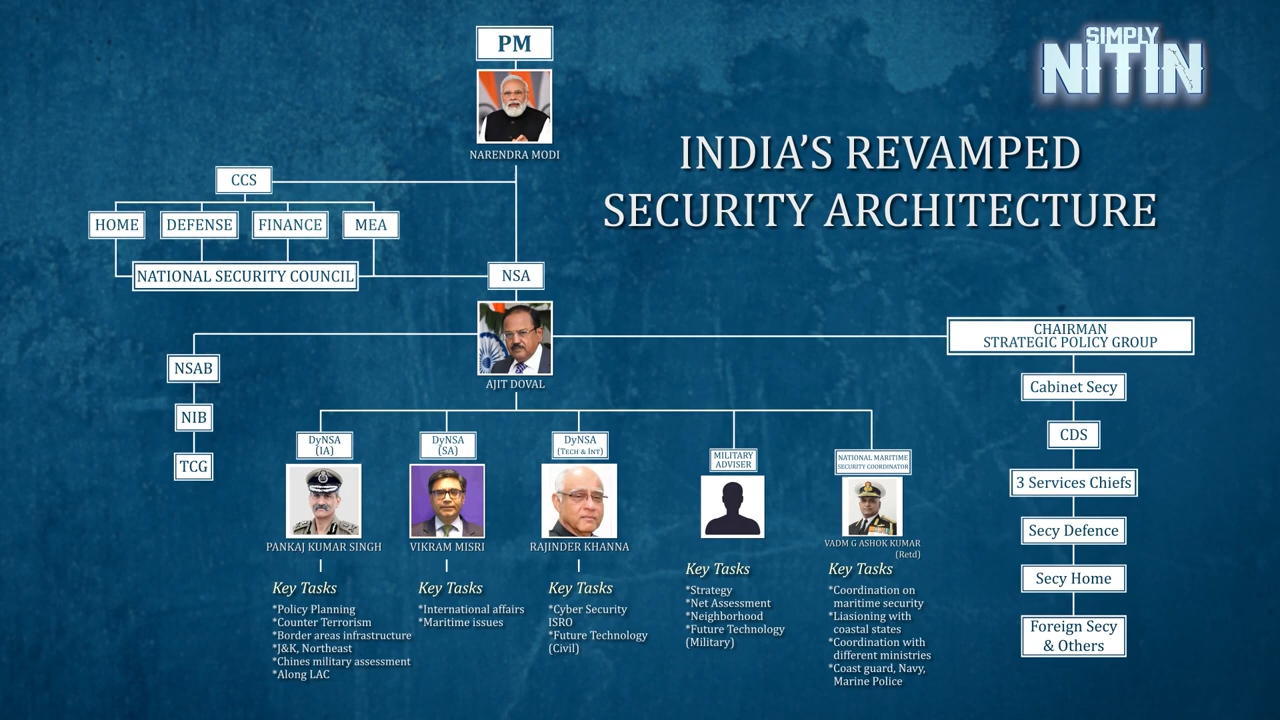 SIMPLY
NITIN
PM
NARENDRA MODI
INDIA'S REVAMPED
SECURITY ARCHITECTURE
CCS
HOME
DEFENSE
FINANCE
MEA
NATIONAL SECURITY COUNCIL
NSA
AJIT DOVAL
NSAB
NIB
TCG
CHAIRMAN
STRATEGIC POLICY GROUP
Cabinet Secy
CDS
3 Services Chiefs
Secy Defence
Secy Home
Foreign Secy
& Others
DyNSA
(IA)
PANKAJ KUMAR SINGH
Key Tasks
*Policy Planning
*Counter Terrorism
*Border areas infrastructure
*J&K, Northeast
*Chines military assessment
*Along LAC
DyNSA
(SA)
VIKRAM MISRI
Key Tasks
*International affairs
*Maritime issues
DyNSA
(TECH & INT)
RAJINDER KHANNA
Key Tasks
*Cyber Security
ISRO
*Future Technology
(Civil)
MILITARY
ADVISER
Key Tasks
*Strategy
*Net Assessment
*Neighborhood
*Future Technology
(Military)
NATIONAL MARITIME
SECURITY COORDINATOR
VADM G ASHOK KUMAR
(Retd)
Key Tasks
*Coordination on
maritime security
*Liasioning with
coastal states
*Coordination with
different ministries
*Coast guard, Navy,
Marine Police